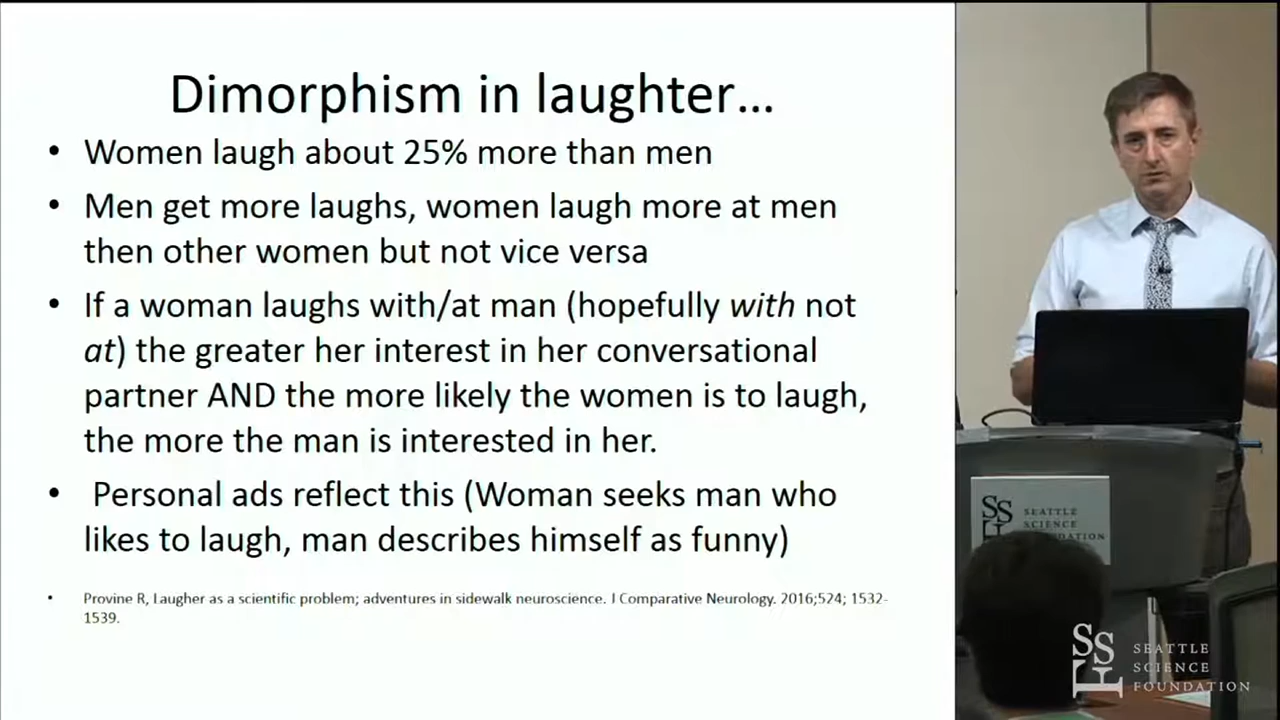 Dimorphism in laughter…
• Women laugh about 25% more than men
• Men get more laughs, women laugh more at men
then other women but not vice versa
• If a woman laughs with/at man (hopefully with not
at) the greater her interest in her conversational
partner AND the more likely the women is to laugh,
the more the man is interested in her.
• Personal ads reflect this (Woman seeks man who
likes to laugh, man describes himself as funny)
• Provine R, Laugher as a scientific problem; adventures in sidewalk neuroscience. J Comparative Neurology. 2016;524; 1532-
1539.
SSF
SEATTLE
SCIENCE
FOUNDATION
SSF
SEATTLE
SCIENCE
FOUNDATION